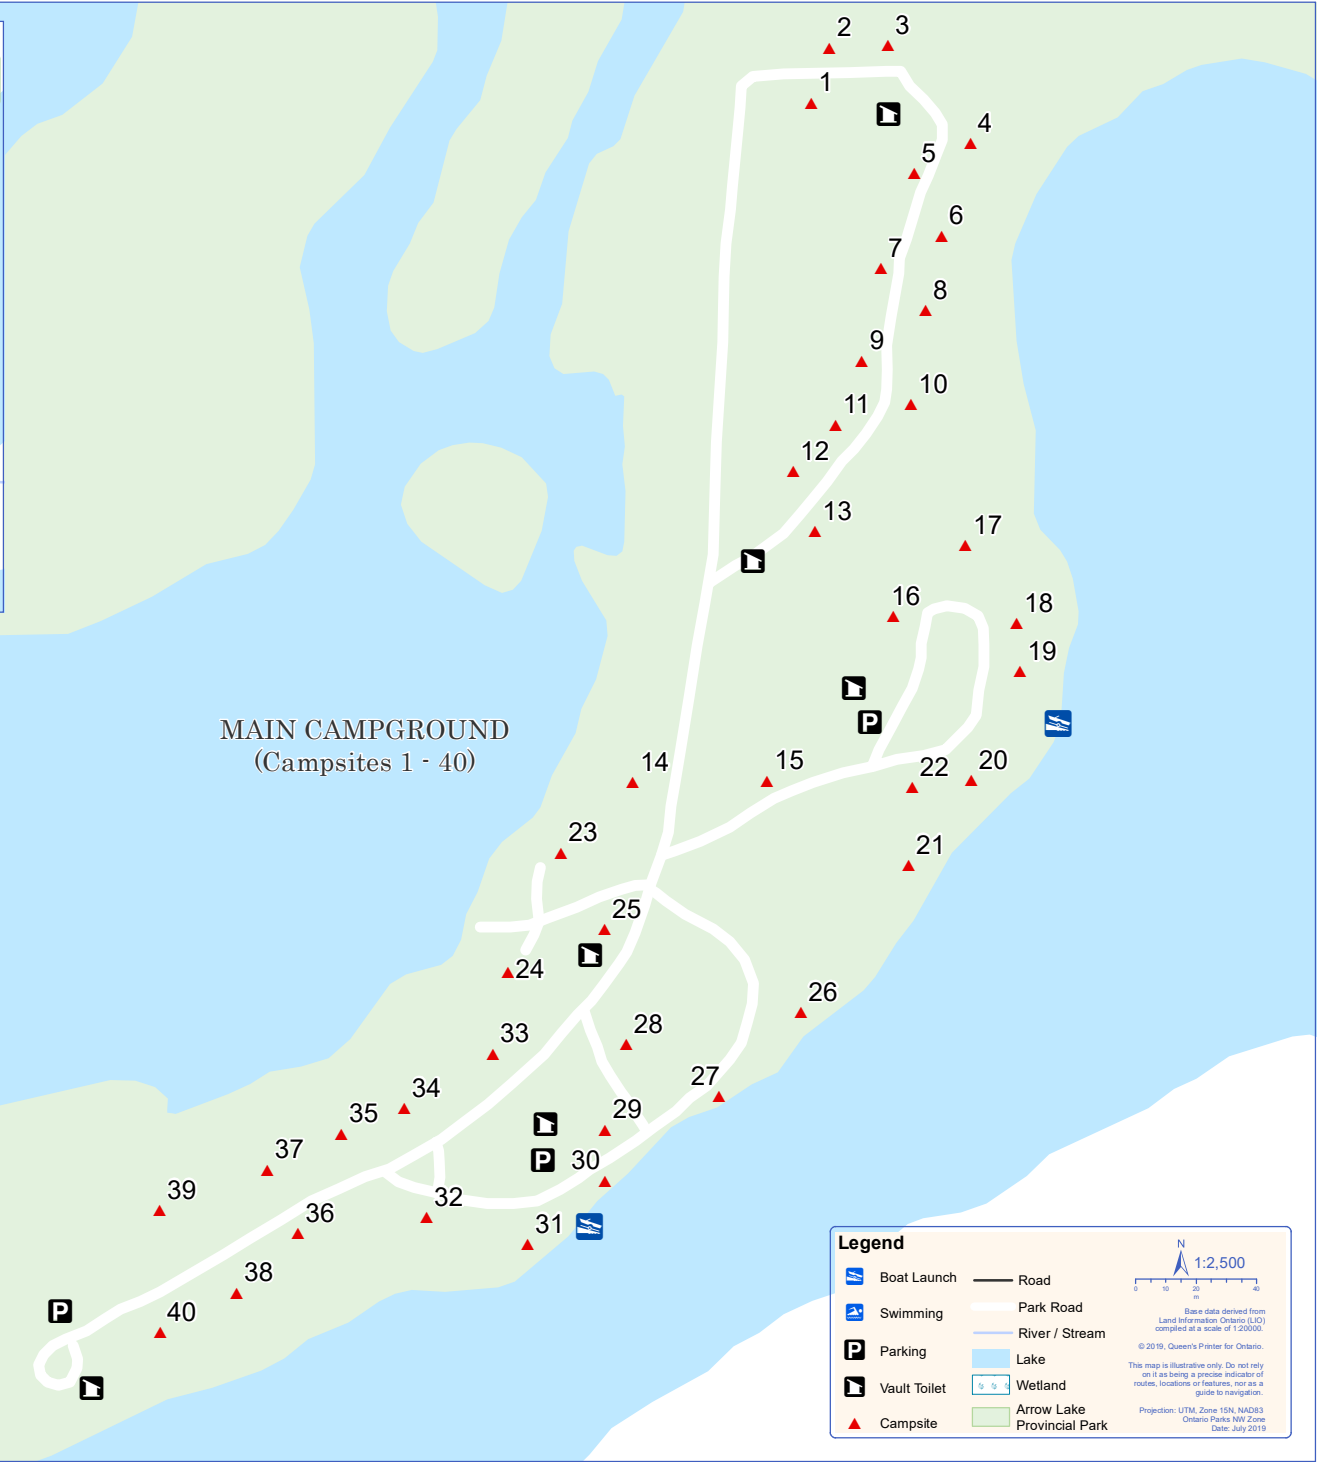 2
3
1
4
5
6
7
8
9
10
11
12
13
17
16
18
19
P
MAIN CAMPGROUND
(Campsites 1 - 40)
14
15
22
20
23
21
25
24
26
33
28
27
34
35
29
37
P
30
39
32
36
31
38
40
P
Legend
Boat Launch
Swimming
P Parking
Vault Toilet
Campsite
Road
Park Road
River / Stream
Lake
Wetland
Arrow Lake
Provincial Park
N
1:2,500
0 10 20 40
m
Base data derived from
Land Information Ontario (LIO)
compiled at a scale of 1:20000.
© 2019, Queen's Printer for Ontario.
This map is illustrative only. Do not rely
on it as being a precise indicator of
routes, locations or features, nor as a
guide to navigation.
Projection: UTM, Zone 15N, NAD83
Ontario Parks NW Zone
Date: July 2019